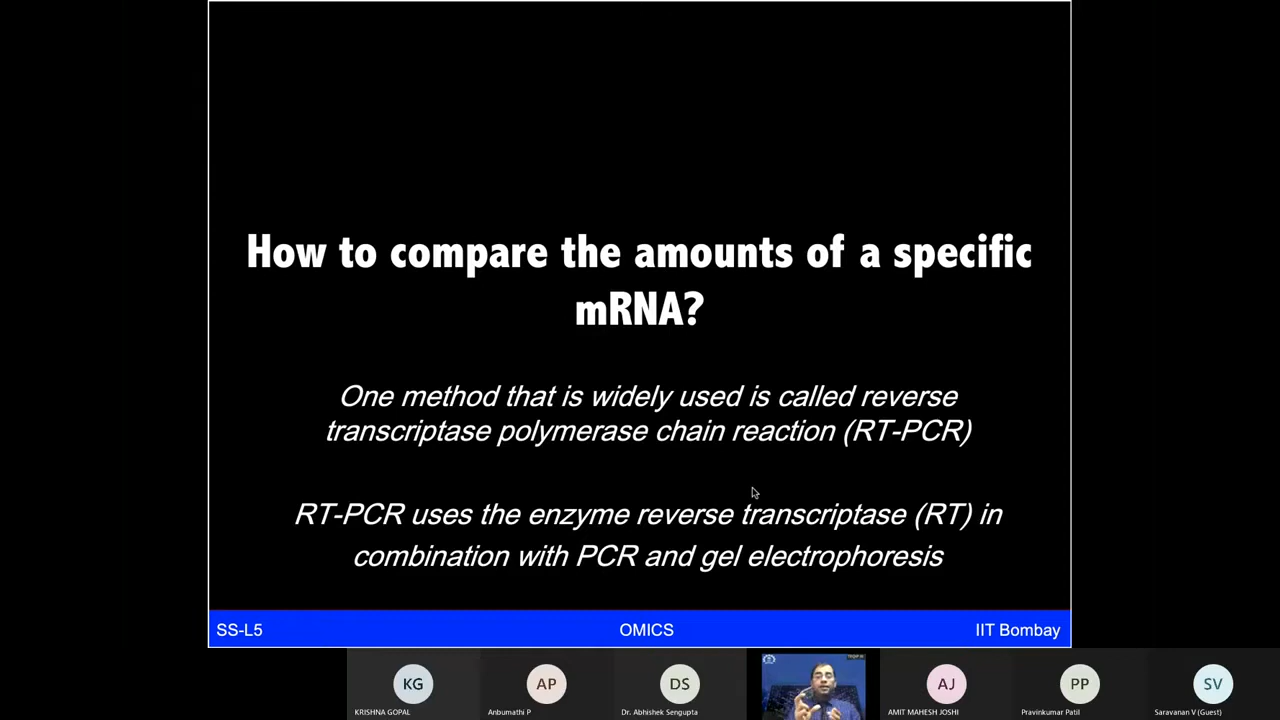 How to compare the amounts of a specific
mRNA?
One method that is widely used is called reverse
transcriptase polymerase chain reaction (RT-PCR)
RT-PCR uses the enzyme reverse transcriptase (RT) in
combination with PCR and gel electrophoresis
SS-L5 OMICS IIT Bombay
KG AP DS AJ PP SV
KRISHNA GOPAL Anbumathi P Dr. Abhishek Sengupta AMIT MAHESH JOSHI Pravinkumar Patil Saravanan V (Guest)